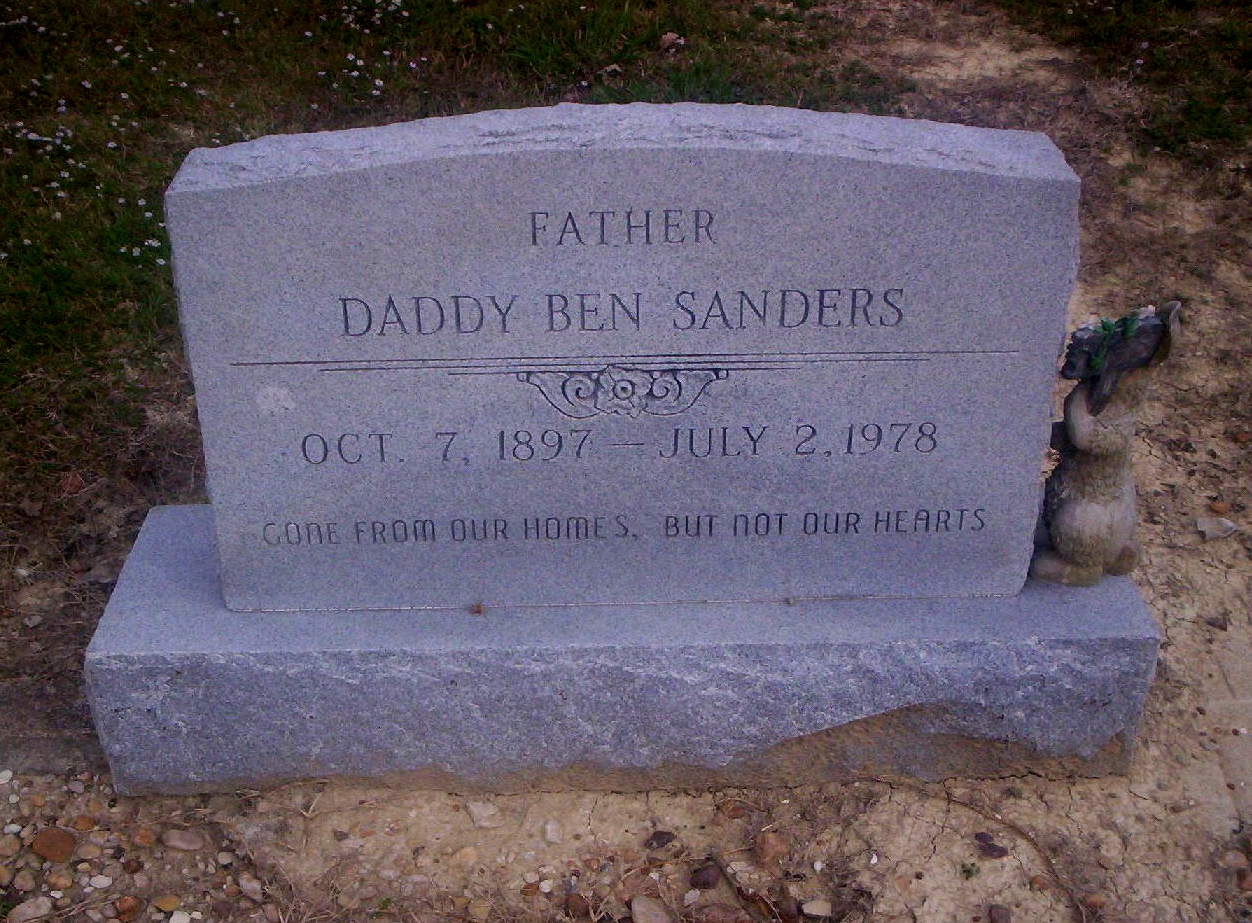 FATHER
DADDY BEN SANDERS
OCT. 7, 1897 — JULY 2, 1978
GONE FROM OUR HOMES, BUT NOT OUR HEARTS